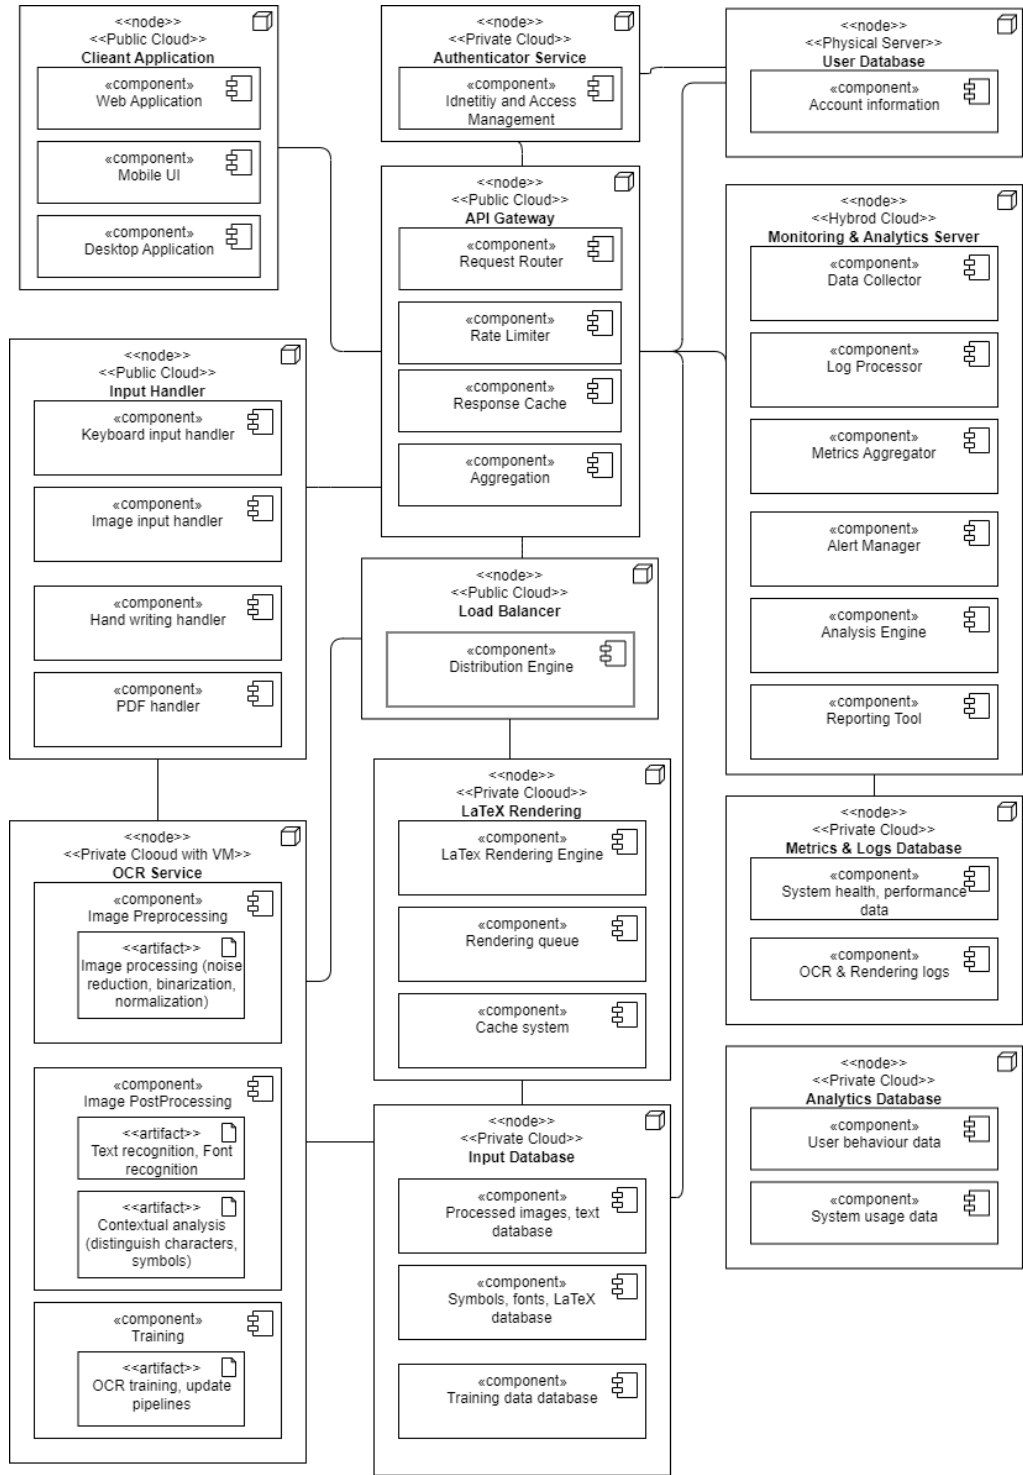 <<node>>
<<Public Cloud>>
Clieant Application
«component»
Web Application
«component»
Mobile UI
«component»
Desktop Application
<<node>>
<<Private Cloud>>
Authenticator Service
«component»
Idnetitiy and Access
Management
<<node>>
<<Physical Server>>
User Database
«component»
Account information
<<node>>
<<Public Cloud>>
API Gateway
«component»
Request Router
«component»
Rate Limiter
«component»
Response Cache
«component»
Aggregation
<<node>>
<<Hybrod Cloud>>
Monitoring & Analytics Server
«component»
Data Collector
«component»
Log Processor
«component»
Metrics Aggregator
«component»
Alert Manager
«component»
Analysis Engine
«component»
Reporting Tool
<<node>>
<<Public Cloud>>
Input Handler
«component»
Keyboard input handler
«component»
Image input handler
«component»
Hand writing handler
«component»
PDF handler
<<node>>
<<Public Cloud>>
Load Balancer
«component»
Distribution Engine
<<node>>
<<Private Clooud>>
LaTeX Rendering
«component»
LaTex Rendering Engine
«component»
Rendering queue
«component»
Cache system
<<node>>
<<Private Cloud>>
Metrics & Logs Database
«component»
System health, performance
data
«component»
OCR & Rendering logs
<<node>>
<<Private Clooud with VM>>
OCR Service
«component»
Image Preprocessing
<<artifact>>
Image processing (noise
reduction, binarization,
normalization)
«component»
Image PostProcessing
<<artifact>>
Text recognition, Font
recognition
<<artifact>>
Contextual analysis
(distinguish characters,
symbols)
«component»
Training
<<artifact>>
OCR training, update
pipelines
<<node>>
<<Private Cloud>>
Input Database
«component»
Processed images, text
database
«component»
Symbols, fonts, LaTeX
database
«component»
Training data database
<<node>>
<<Private Cloud>>
Analytics Database
«component»
User behaviour data
«component»
System usage data